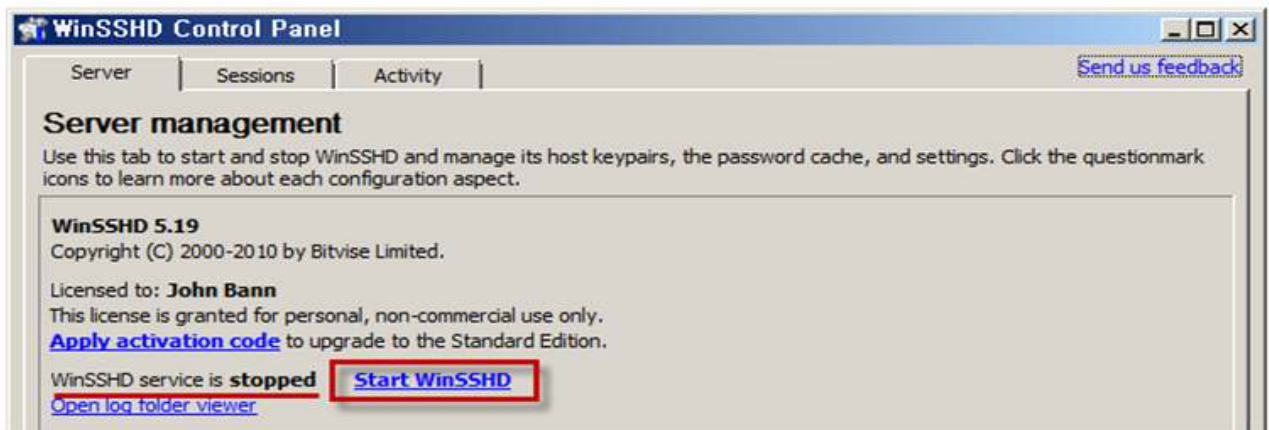 WinSSHD Control Panel
Server Sessions Activity Send us feedback
Server management
Use this tab to start and stop WinSSHD and manage its host keypairs, the password cache, and settings. Click the questionmark
icons to learn more about each configuration aspect.
WinSSHD 5.19
Copyright (C) 2000-2010 by Bitvise Limited.
Licensed to: John Bann
This license is granted for personal, non-commercial use only.
Apply activation code to upgrade to the Standard Edition.
WinSSHD service is stopped Start WinSSHD
Open log folder viewer